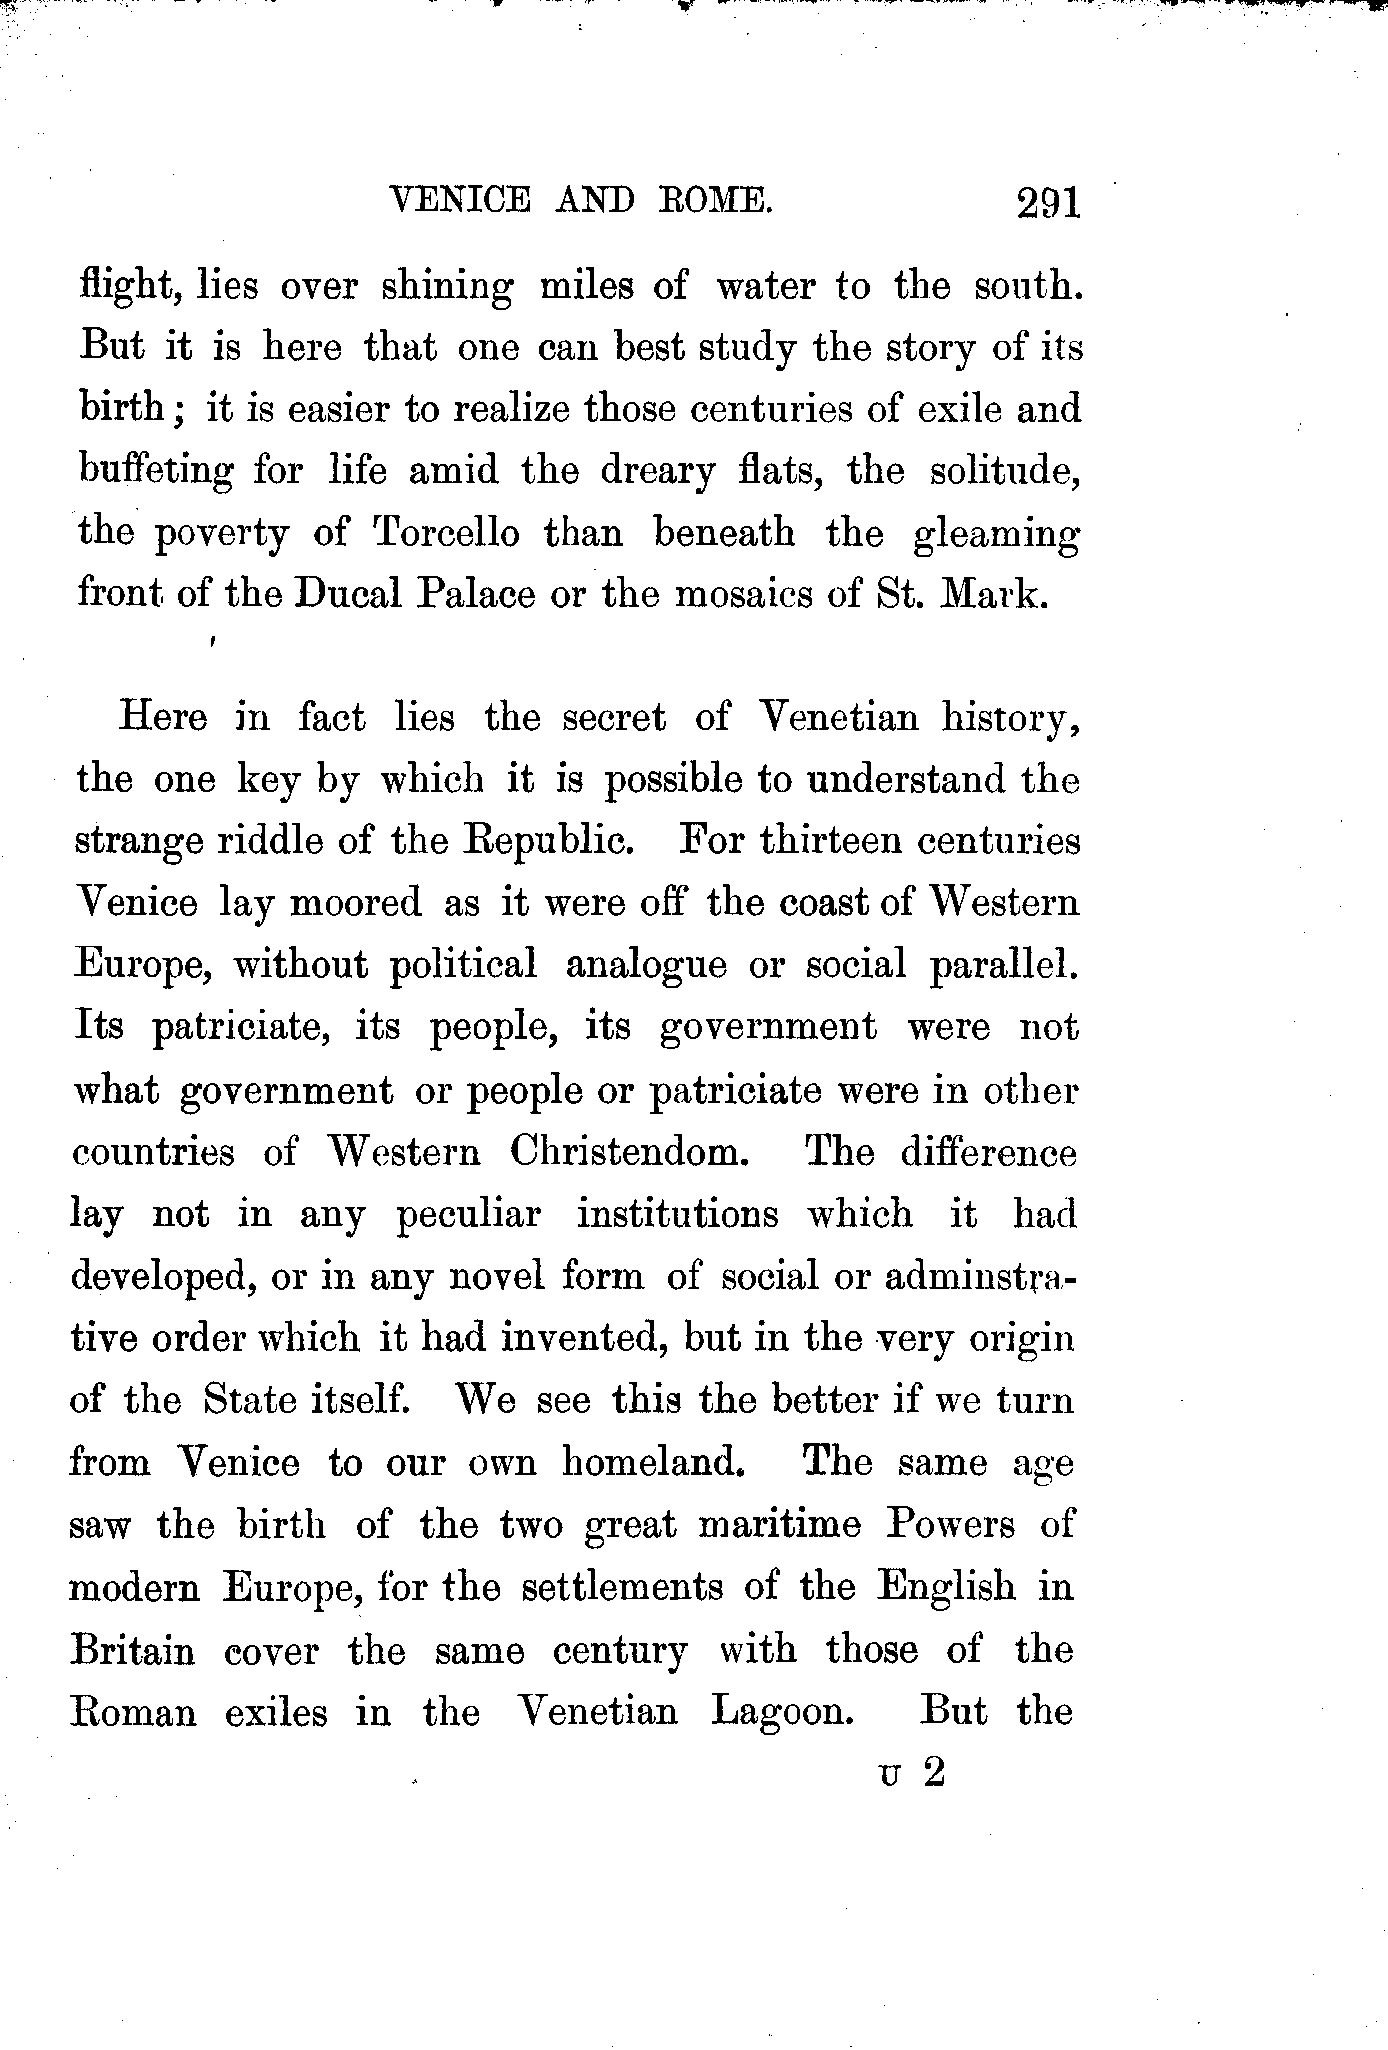 VENICE AND ROME. 291
flight, lies over shining miles of water to the south.
But it is here that one can best study the story of its
birth; it is easier to realize those centuries of exile and
buffeting for life amid the dreary flats, the solitude,
the poverty of Torcello than beneath the gleaming
front of the Ducal Palace or the mosaics of St. Mark.
Here in fact lies the secret of Venetian history,
the one key by which it is possible to understand the
strange riddle of the Republic. For thirteen centuries
Venice lay moored as it were off the coast of Western
Europe, without political analogue or social parallel.
Its patriciate, its people, its government were not
what government or people or patriciate were in other
countries of Western Christendom. The difference
lay not in any peculiar institutions which it had
developed, or in any novel form of social or adminstra-
tive order which it had invented, but in the very origin
of the State itself. We see this the better if we turn
from Venice to our own homeland. The same age
saw the birth of the two great maritime Powers of
modern Europe, for the settlements of the English in
Britain cover the same century with those of the
Roman exiles in the Venetian Lagoon. But the
U 2